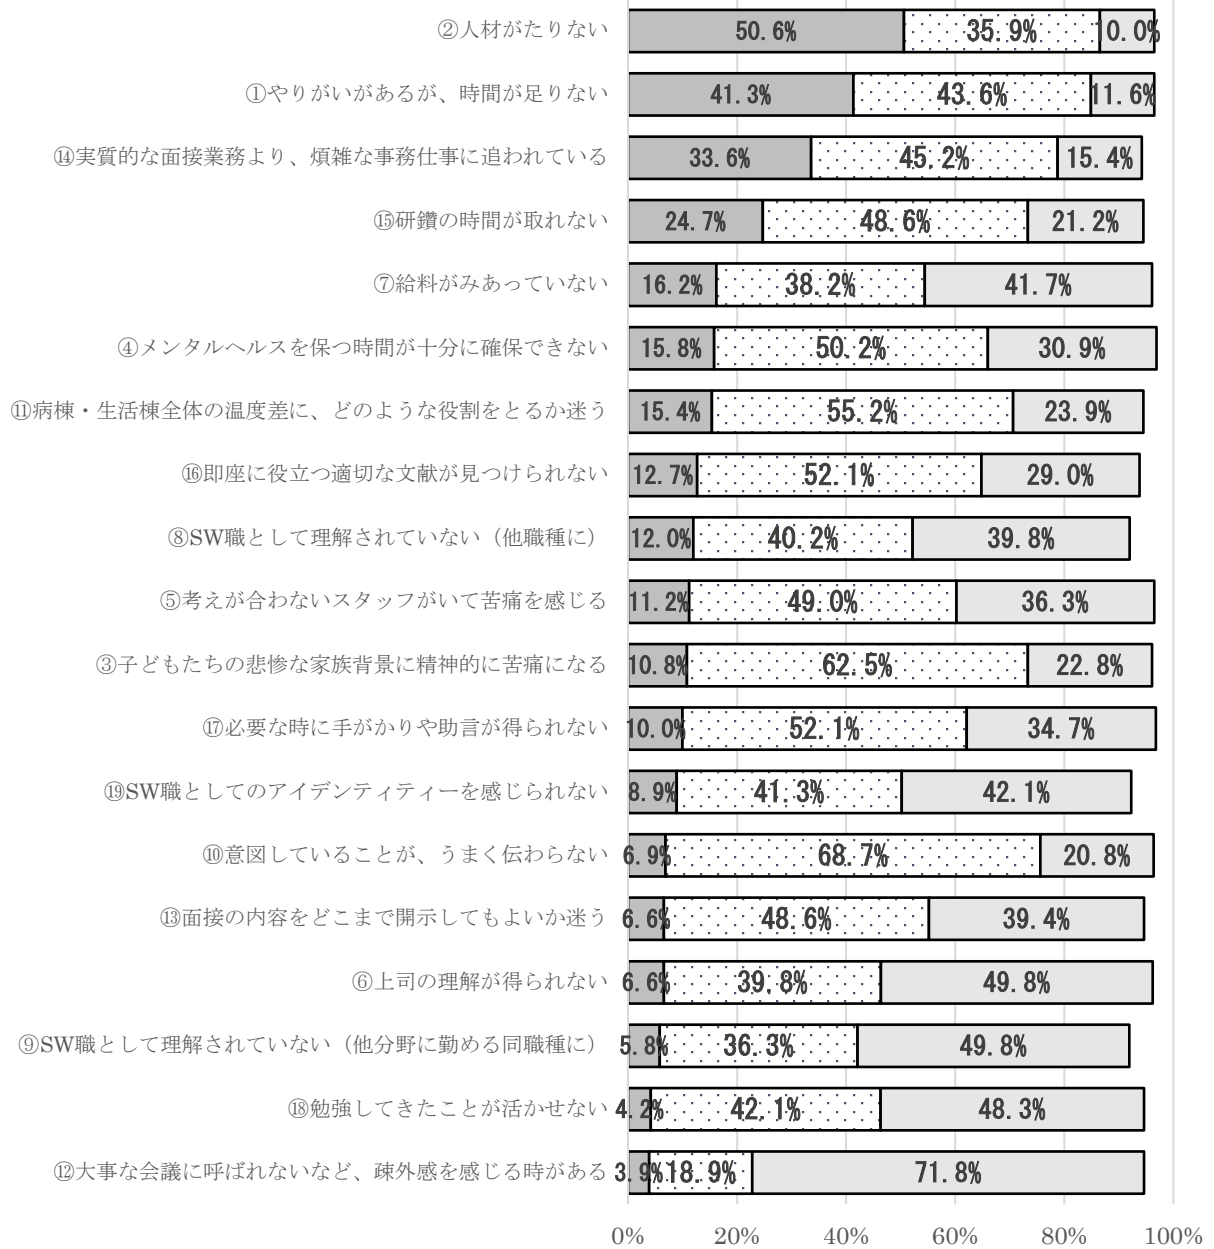 ②人材がたりない 50.6% 35.9% 10.0%
①やりがいがあるが、時間が足りない 41.3% 43.6% 11.6%
⑭実質的な面接業務より、煩雑な事務仕事に追われている 33.6% 45.2% 15.4%
⑮研鑽の時間が取れない 24.7% 48.6% 21.2%
⑦給料がみあっていない 16.2% 38.2% 41.7%
④メンタルヘルスを保つ時間が十分に確保できない 15.8% 50.2% 30.9%
⑪病棟・生活棟全体の温度差に、どのような役割をとるか迷う 15.4% 55.2% 23.9%
⑯即座に役立つ適切な文献が見つけられない 12.7% 52.1% 29.0%
⑧SW職として理解されていない（他職種に） 12.0% 40.2% 39.8%
⑤考えが合わないスタッフがいて苦痛を感じる 11.2% 49.0% 36.3%
③子どもたちの悲惨な家族背景に精神的に苦痛になる 10.8% 62.5% 22.8%
⑰必要な時に手がかりや助言が得られない 10.0% 52.1% 34.7%
⑲SW職としてのアイデンティティーを感じられない 8.9% 41.3% 42.1%
⑩意図していることが、うまく伝わらない 6.9% 68.7% 20.8%
⑬面接の内容をどこまで開示してもよいか迷う 6.6% 48.6% 39.4%
⑥上司の理解が得られない 6.6% 39.8% 49.8%
⑨SW職として理解されていない（他分野に勤める同職種に） 5.8% 36.3% 49.8%
⑱勉強してきたことが活かせない 4.2% 42.1% 48.3%
⑫大事な会議に呼ばれないなど、疎外感を感じる時がある 3.9% 18.9% 71.8%
0% 20% 40% 60% 80% 100%